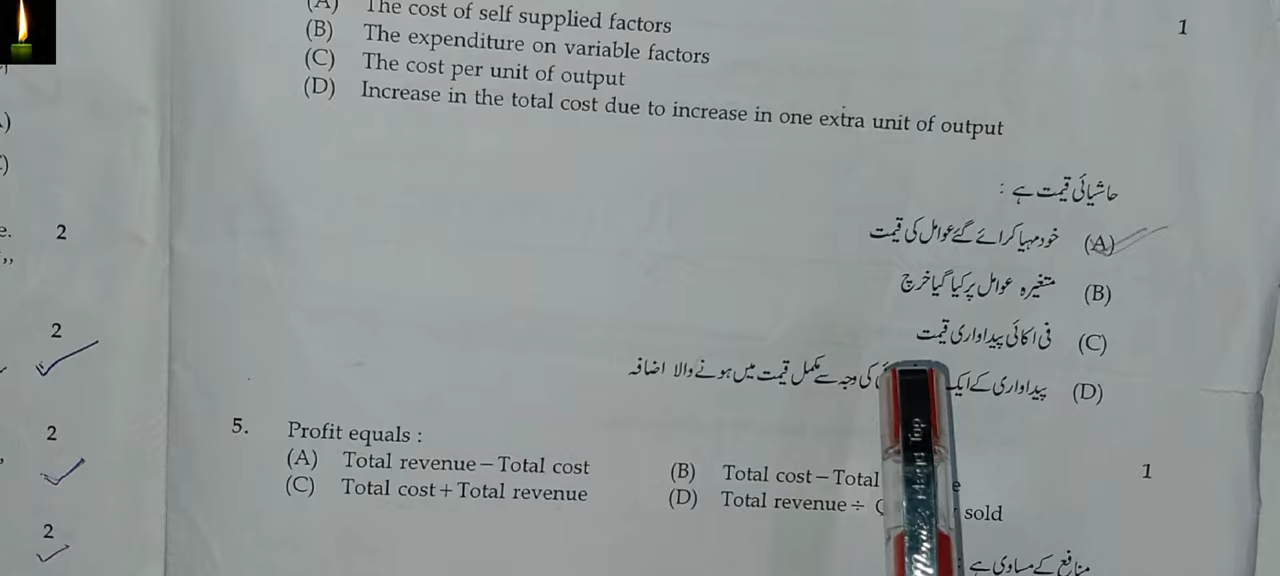 (A) The cost of self supplied factors
1
(B) The expenditure on variable factors
(C) The cost per unit of output
(D) Increase in the total cost due to increase in one extra unit of output
حاشیائی قیمت ہے :
(A) خود مہیا کرائے گئے عوامل کی قیمت
(B) متغیرہ عوامل پر کیا گیا خرچ
(C) فی اکائی پیداواری قیمت
(D) پیداواری کے ایک کی وجہ سے مکمل قیمت میں ہونے والا اضافہ
5. Profit equals :
1
(A) Total revenue – Total cost (B) Total cost – Total
(C) Total cost + Total revenue (D) Total revenue ÷ sold
منافع کے مساوی ہے :
2
2
2
2